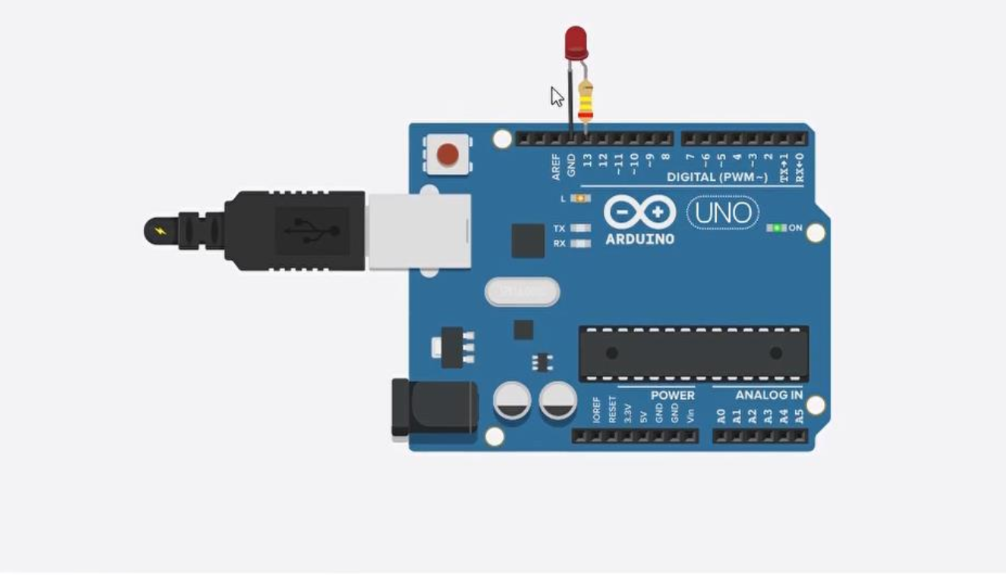 AREF
GND
13
12
~11
~10
~9
8
7
~6
~5
4
~3
2
TX→1
RX←0
DIGITAL (PWM~)
L
TX
RX
ARDUINO
UNO
ON
POWER
ANALOG IN
IOREF
RESET
3.3V
5V
GND
GND
Vin
A0
A1
A2
A3
A4
A5